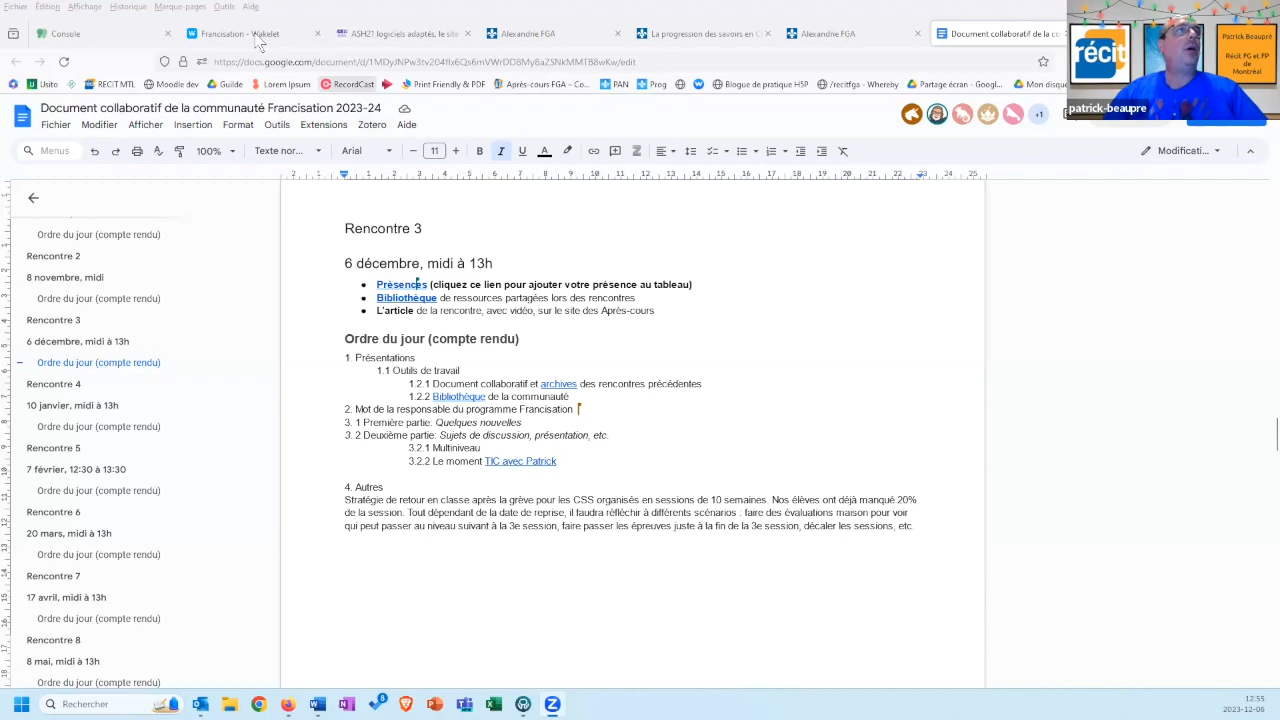 Fichier Édition Affichage Historique Marque-pages Outils Aide
Console × Francisation - Wakelet × ASHT logiciels adaptés, le site × Alexandrie FGA × La progression des savoirs en C × Alexandrie FGA × Document collaboratif de la co
Usito Guilde Lorem Ipsum RÉCIT MTL Moodle dev RecordCam Après-cours FGA – Co... Printemps du numériqu Simply Printable & PDF PAN Prog Blogue de patrique H5P /recitfga - Whereby Partage écran - Goog... Mon disque
Document collaboratif de la communauté Francisation 2023-24
Fichier Modifier Afficher Insertion Format Outils Extensions Zoom Aide
+1
Menus 100% Texte nor... Arial 11 B I U A Modificati...
Rencontre 3
6 décembre, midi à 13h
Présences (cliquez ce lien pour ajouter votre présence au tableau)
Bibliothèque de ressources partagées lors des rencontres
L'article de la rencontre, avec vidéo, sur le site des Après-cours
Ordre du jour (compte rendu)
1. Présentations
1.1 Outils de travail
1.2.1 Document collaboratif et archives des rencontres précédentes
1.2.2 Bibliothèque de la communauté
2. Mot de la responsable du programme Francisation
3. 1 Première partie: Quelques nouvelles
3. 2 Deuxième partie: Sujets de discussion, présentation, etc.
3.2.1 Multiniveau
3.2.2 Le moment TIC avec Patrick
4. Autres
Stratégie de retour en classe après la grève pour les CSS organisés en sessions de 10 semaines. Nos élèves ont déjà manqué 20%
de la session. Tout dépendant de la date de reprise, il faudra réfléchir à différents scénarios : faire des évaluations maison pour voir
qui peut passer au niveau suivant à la 3e session, faire passer les épreuves juste à la fin de la 3e session, décaler les sessions, etc.
Ordre du jour (compte rendu)
Rencontre 2
8 novembre, midi
Ordre du jour (compte rendu)
Rencontre 3
6 décembre, midi à 13h
Ordre du jour (compte rendu)
Rencontre 4
10 janvier, midi à 13h
Ordre du jour (compte rendu)
Rencontre 5
7 février, 12:30 à 13:30
Ordre du jour (compte rendu)
Rencontre 6
20 mars, midi à 13h
Ordre du jour (compte rendu)
Rencontre 7
17 avril, midi à 13h
Ordre du jour (compte rendu)
Rencontre 8
8 mai, midi à 13h
Ordre du jour (compte rendu)
récit
Patrick Beaupré
Récit FG et FP
de
Montréal
patrick-beaupre
Rechercher
8
12:55
2023-12-06